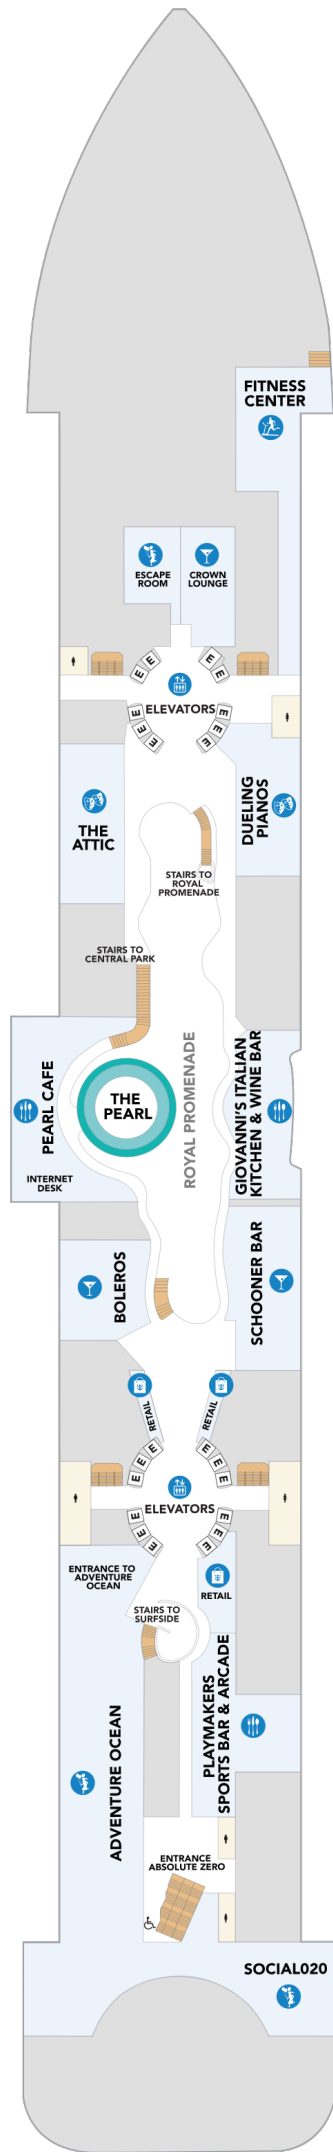 FITNESS
CENTER
ESCAPE
ROOM
CROWN
LOUNGE
E
E
E
E
ELEVATORS
E
E
E
E
E
E
THE
ATTIC
DUELING
PIANOS
STAIRS TO
ROYAL
PROMENADE
STAIRS TO
CENTRAL PARK
PEARL CAFE
INTERNET
DESK
THE
PEARL
ROYAL PROMENADE
GIOVANNI'S ITALIAN
KITCHEN & WINE BAR
BOLEROS
SCHOONER BAR
RETAIL
RETAIL
E
E
E
E
E
E
ELEVATORS
E
E
E
E
E
E
ENTRANCE TO
ADVENTURE
OCEAN
RETAIL
STAIRS TO
SURFSIDE
ADVENTURE OCEAN
PLAYMAKERS
SPORTS BAR & ARCADE
ENTRANCE
ABSOLUTE ZERO
SOCIAL020